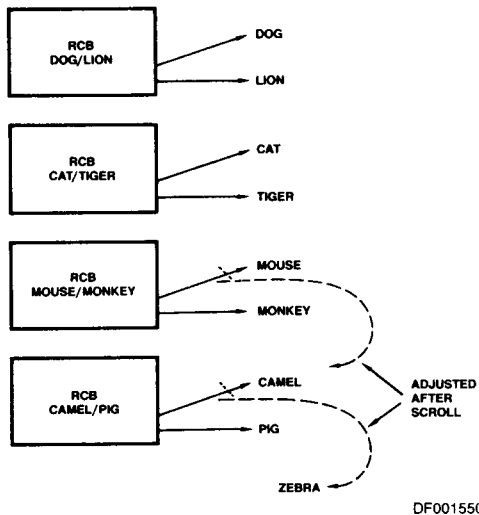 RCB
DOG/LION
DOG
LION
RCB
CAT/TIGER
CAT
TIGER
RCB
MOUSE/MONKEY
MOUSE
MONKEY
RCB
CAMEL/PIG
CAMEL
PIG
ZEBRA
ADJUSTED
AFTER
SCROLL
DF001550